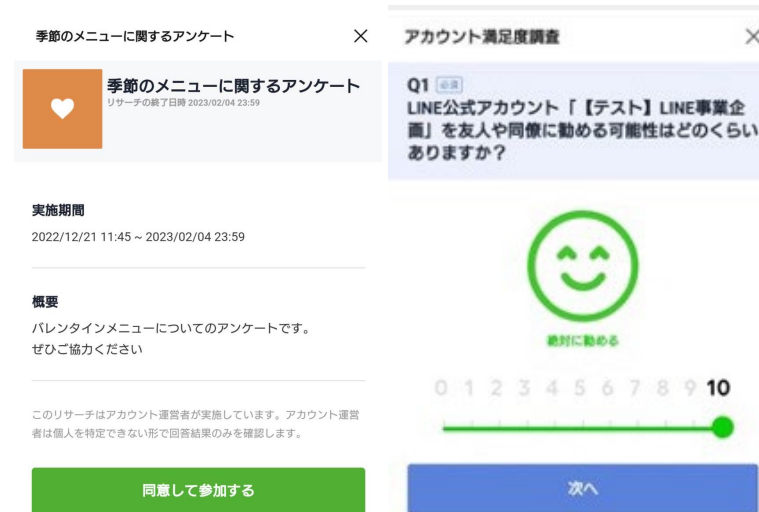 季節のメニューに関するアンケート
季節のメニューに関するアンケート
リサーチの終了日時 2023/02/04 23:59
実施期間
2022/12/21 11:45 ~ 2023/02/04 23:59
概要
バレンタインメニューについてのアンケートです。
ぜひご協力ください
このリサーチはアカウント運営者が実施しています。アカウント運営
者は個人を特定できない形で回答結果のみを確認します。
同意して参加する
アカウント満足度調査
Q1 必須
LINE公式アカウント「【テスト】LINE事業企
画」を友人や同僚に勧める可能性はどのくらい
ありますか?
絶対に勧める
0 1 2 3 4 5 6 7 8 9 10
次へ